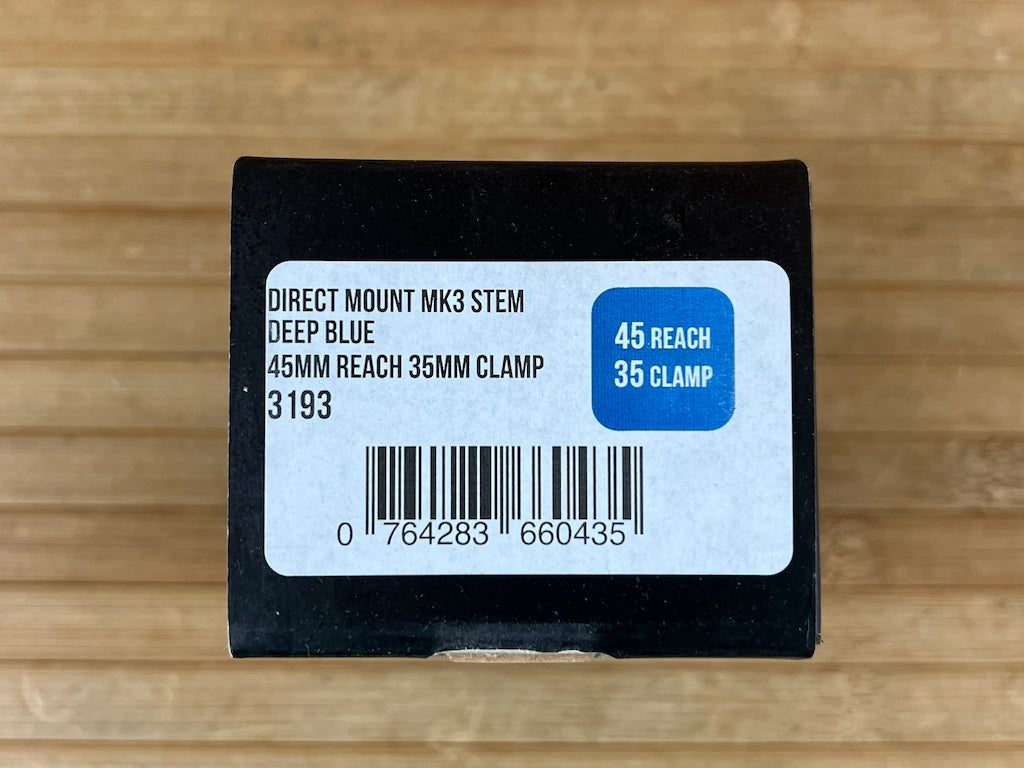 DIRECT MOUNT MK3 STEM
DEEP BLUE
45MM REACH 35MM CLAMP
3193
45 REACH
35 CLAMP
0 764283 660435